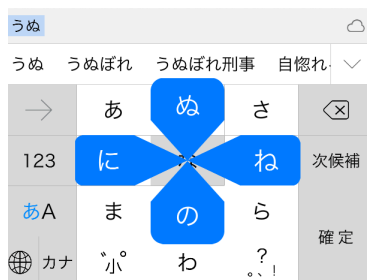 うぬ
うぬ うぬぼれ うぬぼれ刑事 自惚れ
あ ぬ さ
123 に ね 次候補
あA ま の ら
確定
カナ ゛小゜ わ 。?!、